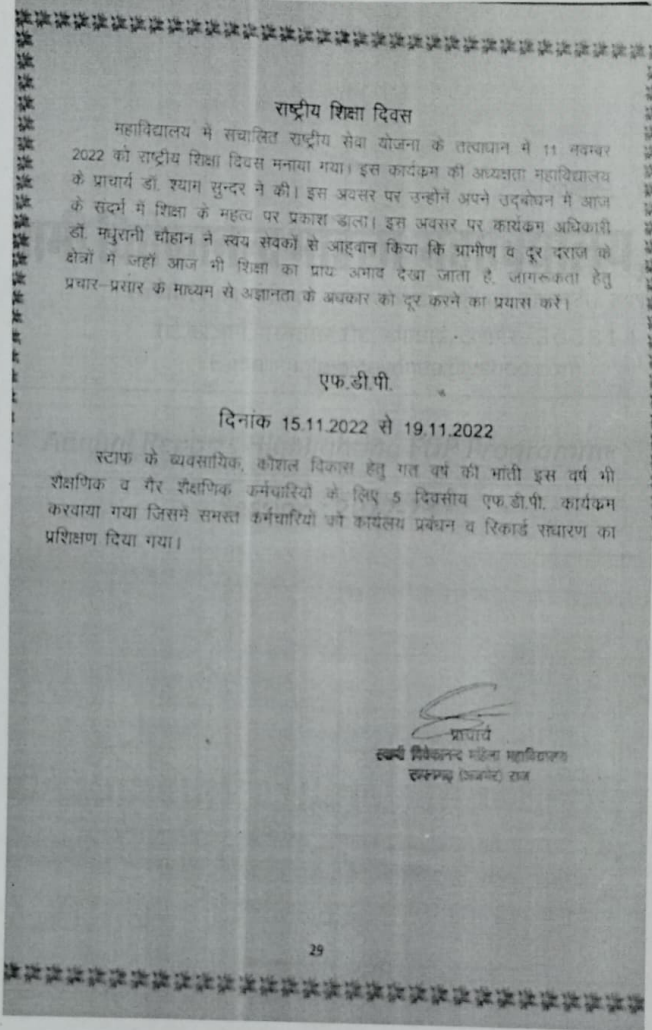 राष्ट्रीय शिक्षा दिवस
महाविद्यालय में संचालित राष्ट्रीय सेवा योजना के तत्वाधान में 11 नवम्बर
2022 को राष्ट्रीय शिक्षा दिवस मनाया गया। इस कार्यक्रम की अध्यक्षता महाविद्यालय
के प्राचार्य डॉ. श्याम सुन्दर ने की। इस अवसर पर उन्होनें अपने उद्बोधन में आज
के संदर्भ में शिक्षा के महत्व पर प्रकाश डाला। इस अवसर पर कार्यक्रम अधिकारी
डॉ. मधुरानी चौहान ने स्वयं सेवकों से आह्वान किया कि ग्रामीण व दूर दराज के
क्षेत्रों में जहाँ आज भी शिक्षा का प्राय अभाव देखा जाता है, जागरूकता हेतु
प्रचार–प्रसार के माध्यम से अज्ञानता के अंधकार को दूर करने का प्रयास करें।
एफ.डी.पी.
दिनांक 15.11.2022 से 19.11.2022
स्टाफ के व्यवसायिक, कौशल विकास हेतु गत वर्ष की भांती इस वर्ष भी
शैक्षणिक व गैर शैक्षणिक कर्मचारियों के लिए 5 दिवसीय एफ.डी.पी. कार्यक्रम
करवाया गया जिसमें समस्त कर्मचारियों को कार्यलय प्रबंधन व रिकार्ड संधारण का
प्रशिक्षण दिया गया।
प्राचार्य
स्वामी विवेकानन्द महिला महाविद्यालय
(अजमेर) राज
29